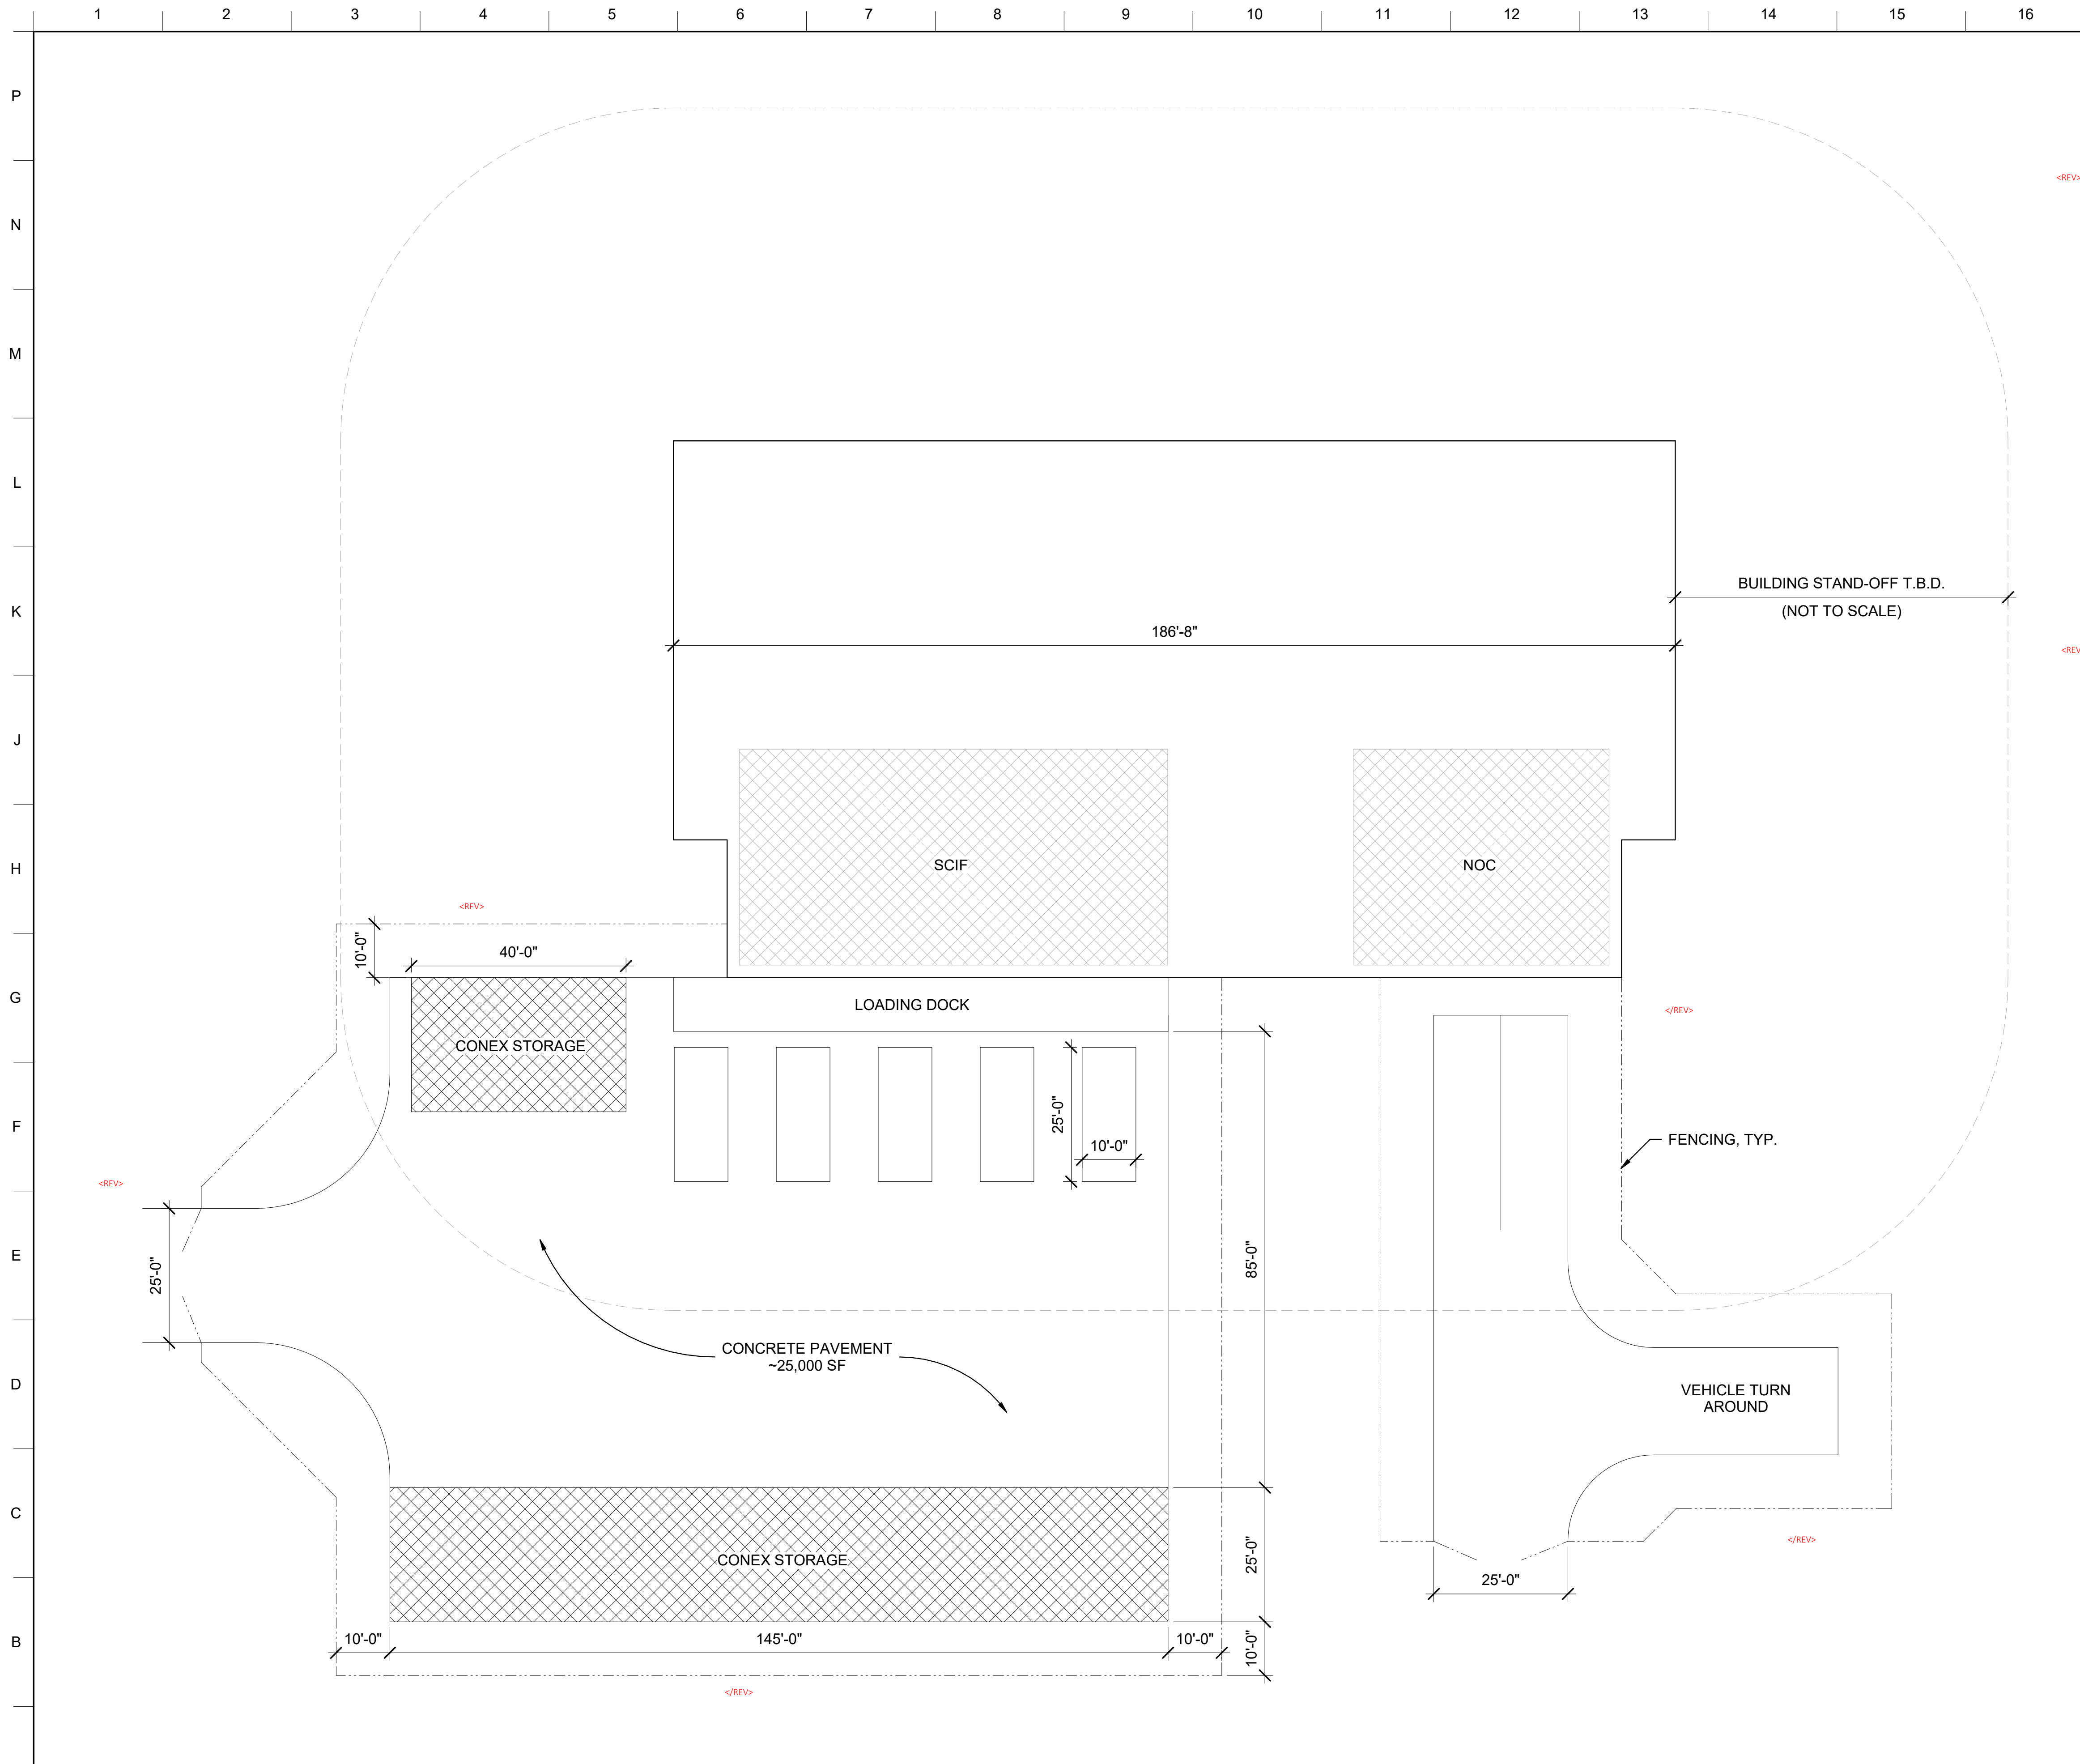 1 2 3 4 5 6 7 8 9 10 11 12 13 14 15 16
P
<REV>
N
M
L
BUILDING STAND-OFF T.B.D.
K
(NOT TO SCALE)
186'-8"
<REV
J
SCIF
NOC
H
<REV>
10'-0"
40'-0"
G
LOADING DOCK
</REV>
CONEX STORAGE
25'-0"
F
10'-0"
FENCING, TYP.
<REV>
E
25'-0"
85'-0"
CONCRETE PAVEMENT
~25,000 SF
D
VEHICLE TURN
AROUND
C
</REV>
CONEX STORAGE
25'-0"
25'-0"
B
10'-0"
145'-0"
10'-0"
10'-0"
</REV>